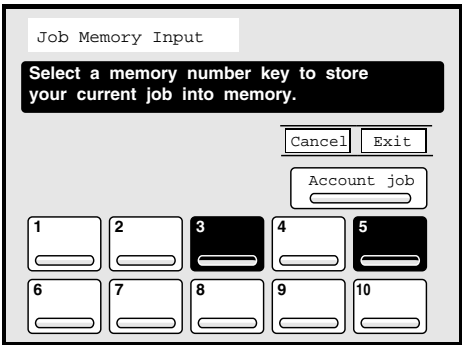 Job Memory Input
Select a memory number key to store
your current job into memory.
Cancel Exit
Account job
1 2 3 4 5
6 7 8 9 10